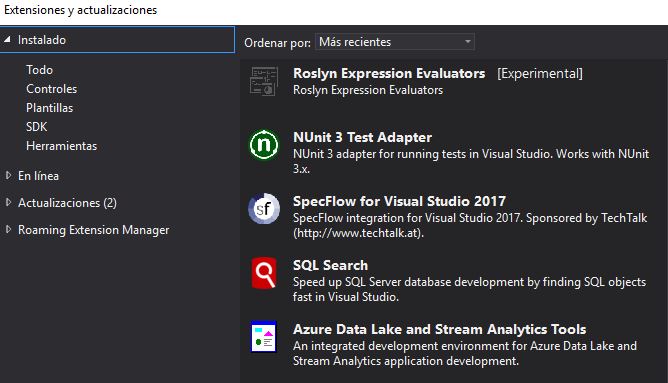 Extensiones y actualizaciones
Instalado
Todo
Controles
Plantillas
SDK
Herramientas
En línea
Actualizaciones (2)
Roaming Extension Manager
Ordenar por: Más recientes
Roslyn Expression Evaluators [Experimental]
Roslyn Expression Evaluators
n
NUnit 3 Test Adapter
NUnit 3 adapter for running tests in Visual Studio. Works with NUnit
3.x.
sf
SpecFlow for Visual Studio 2017
SpecFlow integration for Visual Studio 2017. Sponsored by TechTalk
(http://www.techtalk.at).
SQL Search
Speed up SQL Server database development by finding SQL objects
fast in Visual Studio.
Azure Data Lake and Stream Analytics Tools
An integrated development environment for Azure Data Lake and
Stream Analytics application development.